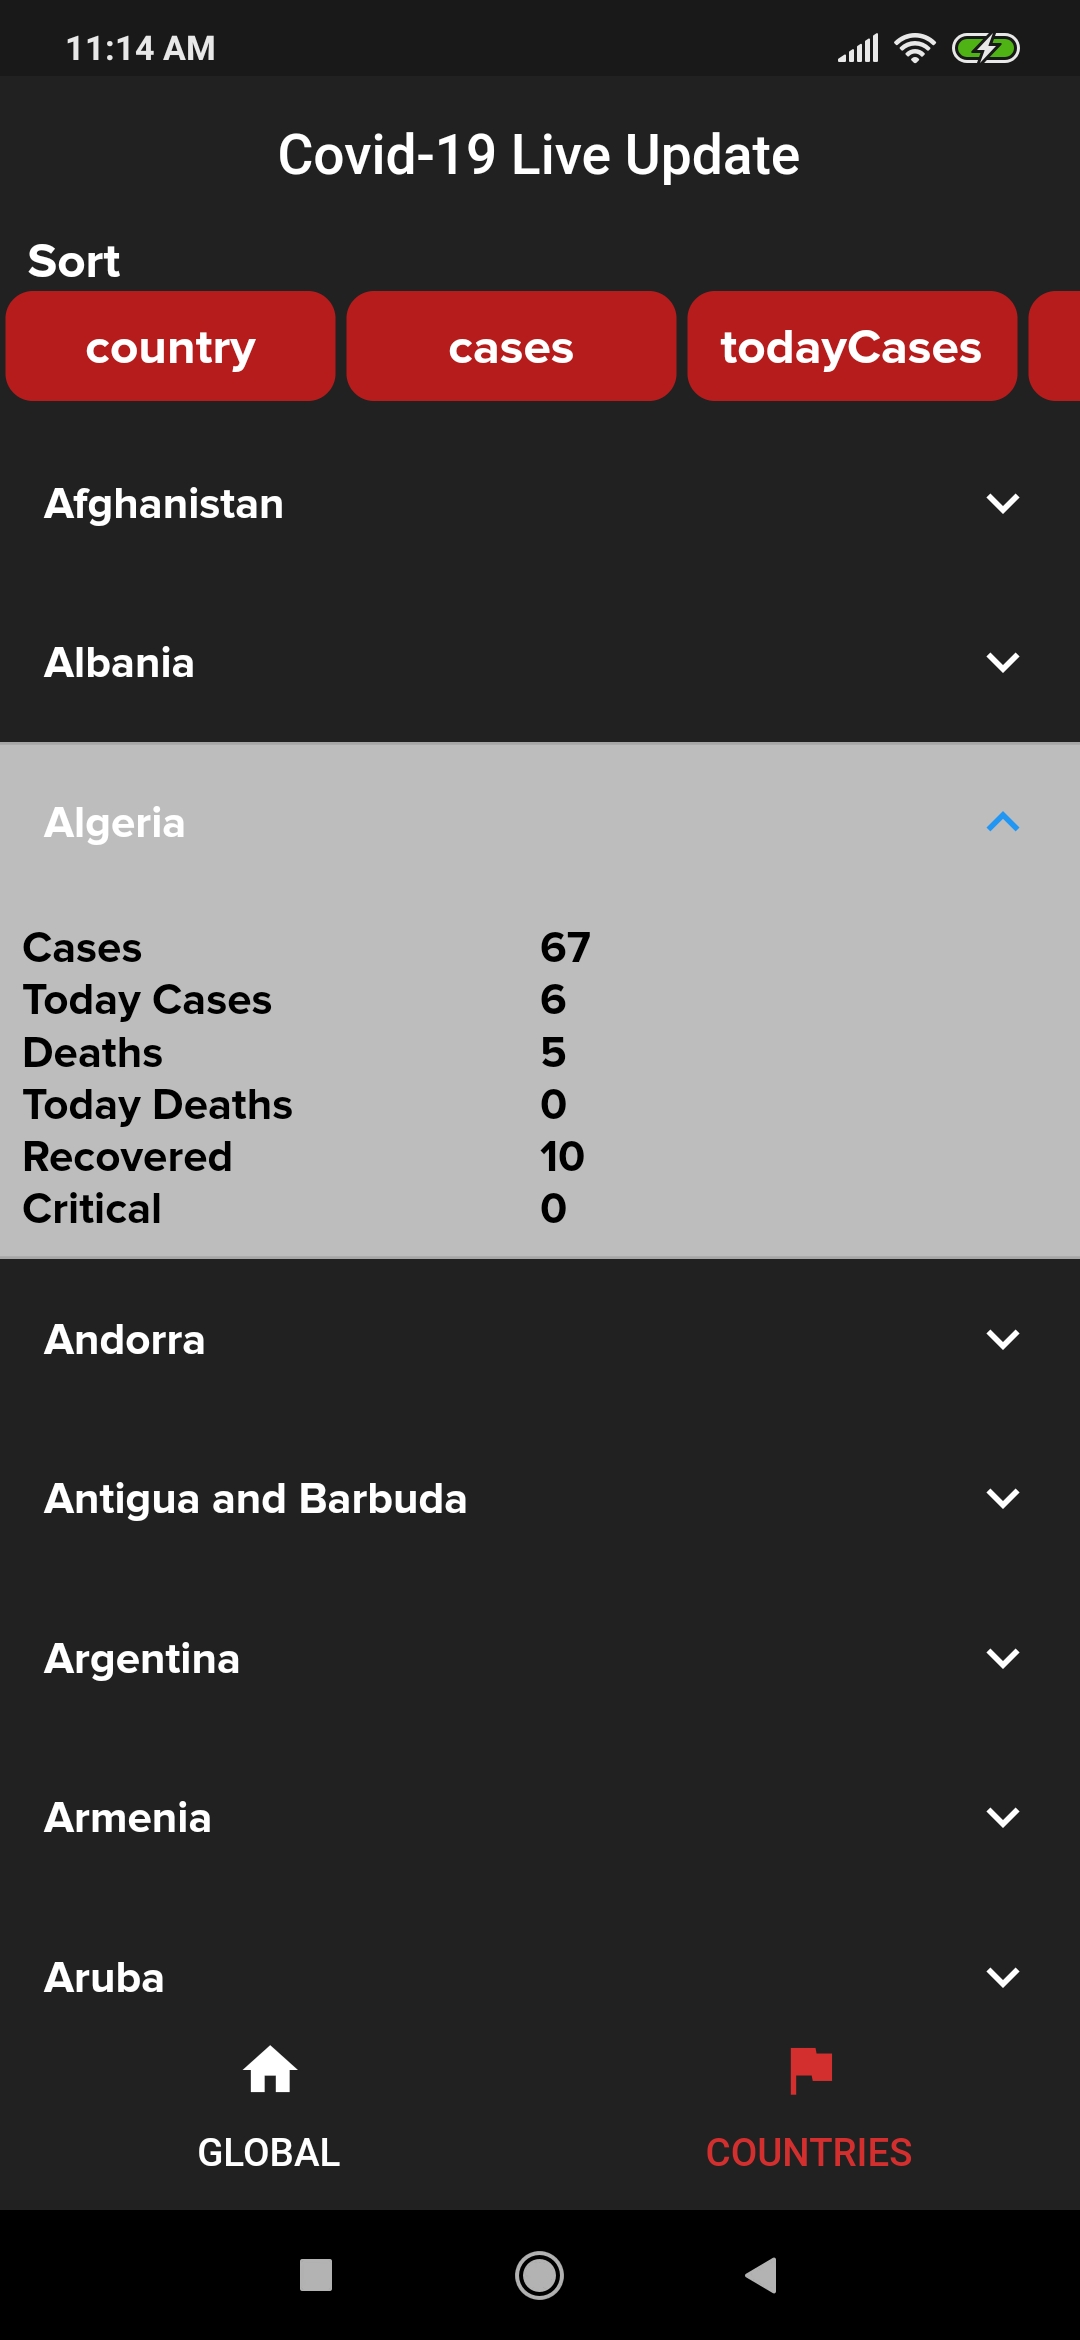 11:14 AM
Covid-19 Live Update
Sort
country cases todayCases
Afghanistan
Albania
Algeria
Cases 67
Today Cases 6
Deaths 5
Today Deaths 0
Recovered 10
Critical 0
Andorra
Antigua and Barbuda
Argentina
Armenia
Aruba
GLOBAL COUNTRIES